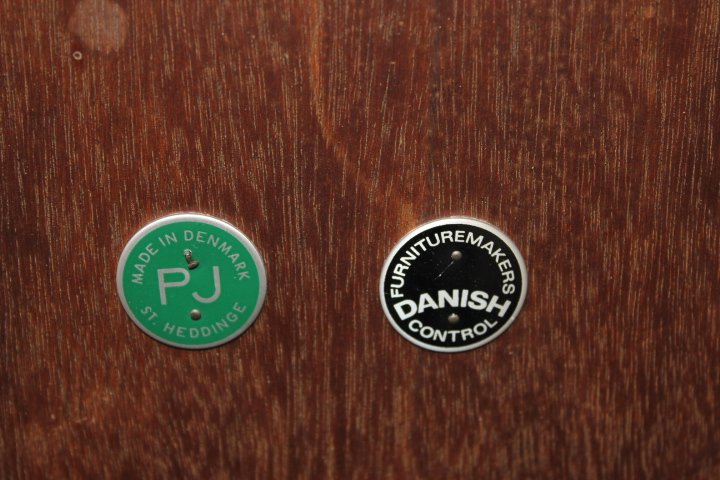 MADE IN DENMARK
PJ
ST. HEDDINGE
FURNITUREMAKERS
DANISH
CONTROL